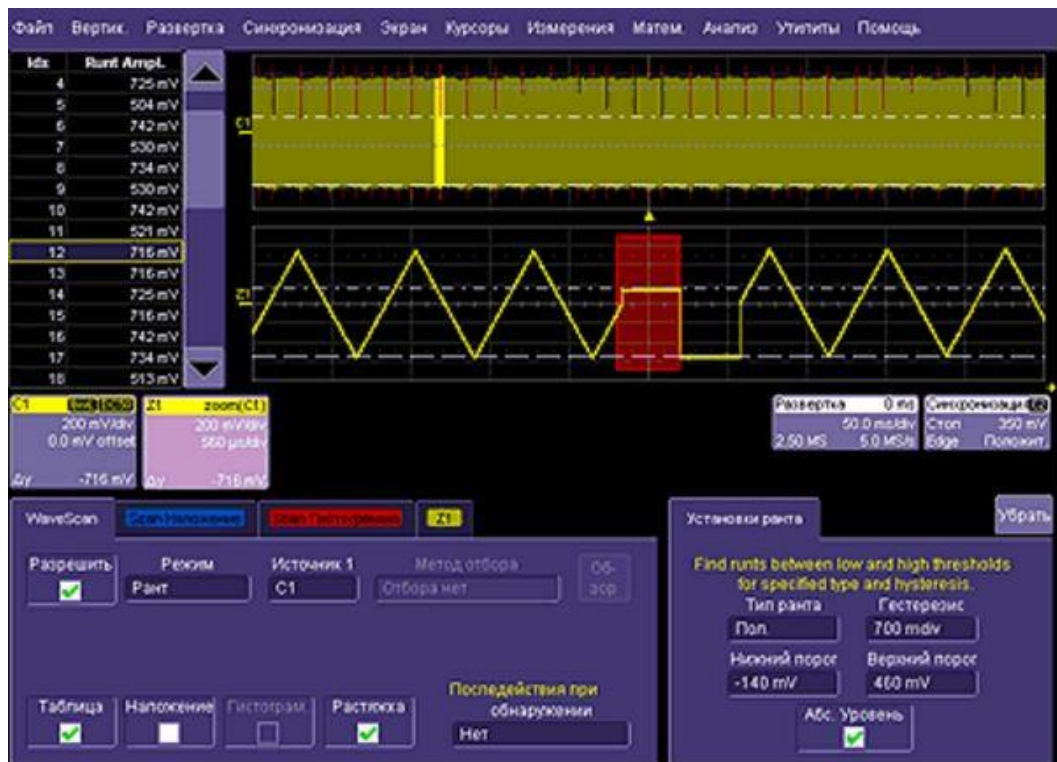 Файл Вертик. Развертка Синхронизация Экран Курсоры Измерения Матем. Анализ Утилиты Помощь
Idx Runt Ampl.
4 725 mV
5 504 mV
6 742 mV
7 530 mV
8 734 mV
9 530 mV
10 742 mV
11 521 mV
12 716 mV
13 716 mV
14 725 mV
15 716 mV
16 742 mV
17 734 mV
18 513 mV
C1
Z1
C1
200 mV/div
0.0 mV offset
Δy -716 mV
Z1 zoom(C1)
200 mV/div
560 µs/div
Δy -716 mV
Развертка 0 ms
50.0 ms/div
2.50 MS 5.0 MS/s
Стоп 350 mV
Edge Положит.
WaveScan Z1
Разрешить Режим Источник 1 Метод отбора Об-
Рант C1 Отбора нет зор
Последействия при
обнаружении
Таблица Наложение Гистограм. Растяжка
Нет
Установки ранта Убрать
Find runts between low and high thresholds
for specified type and hysteresis.
Тип ранта Гестерезис
Пол. 700 mdiv
Нижний порог Верхний порог
-140 mV 460 mV
Абс. Уровень